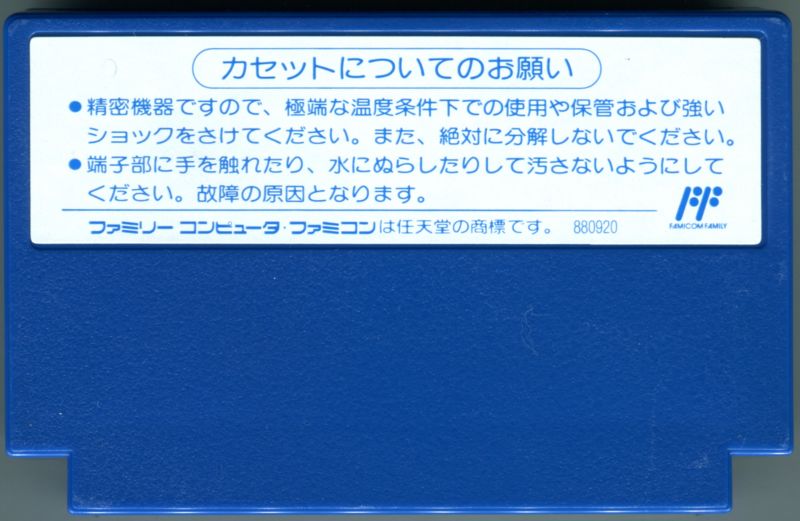 カセットについてのお願い
●精密機器ですので、極端な温度条件下での使用や保管および強い
ショックをさけてください。また、絶対に分解しないでください。
●端子部に手を触れたり、水にぬらしたりして汚さないようにして
ください。故障の原因となります。
ファミリー コンピュータ・ファミコンは任天堂の商標です。 880920
FF
FAMICOM FAMILY